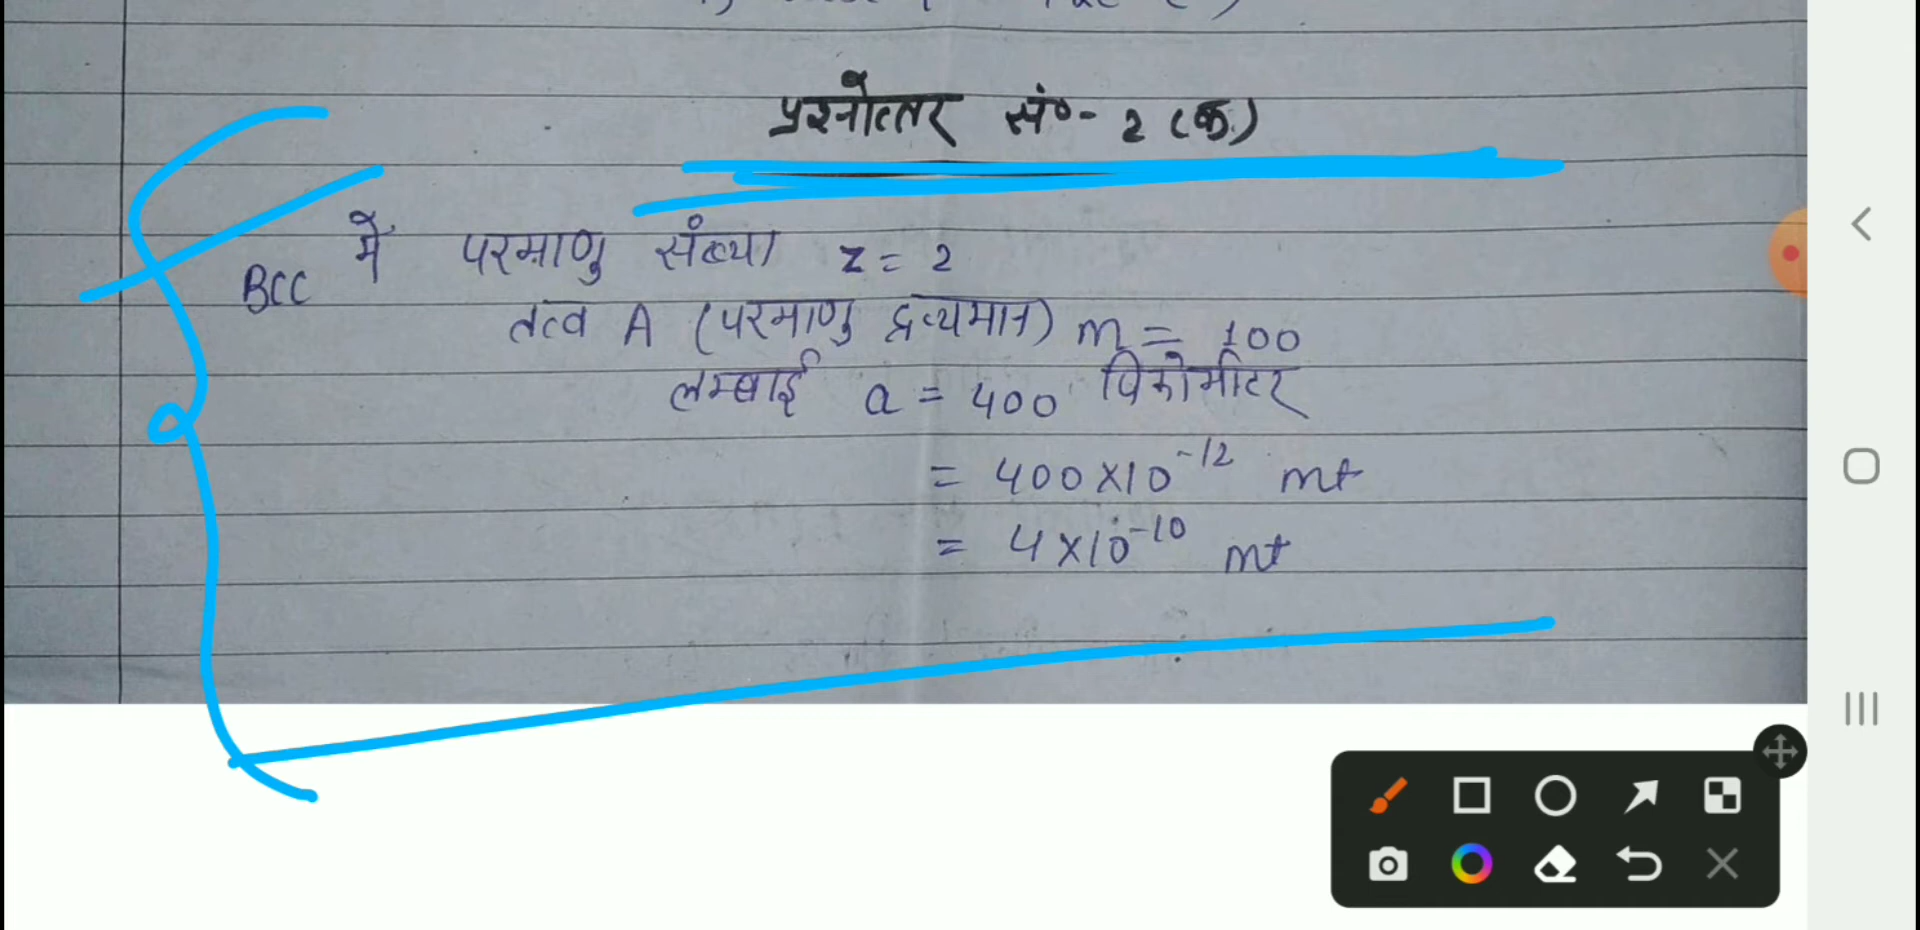 प्रश्नोत्तर सं०- 2 (क.)
BCC में परमाणु संख्या z = 2
तत्व A (परमाणु द्रव्यमान) m = 100
लम्बाई a = 400 पिकोमीटर
= 400×10⁻¹² mt
= 4×10⁻¹⁰ mt